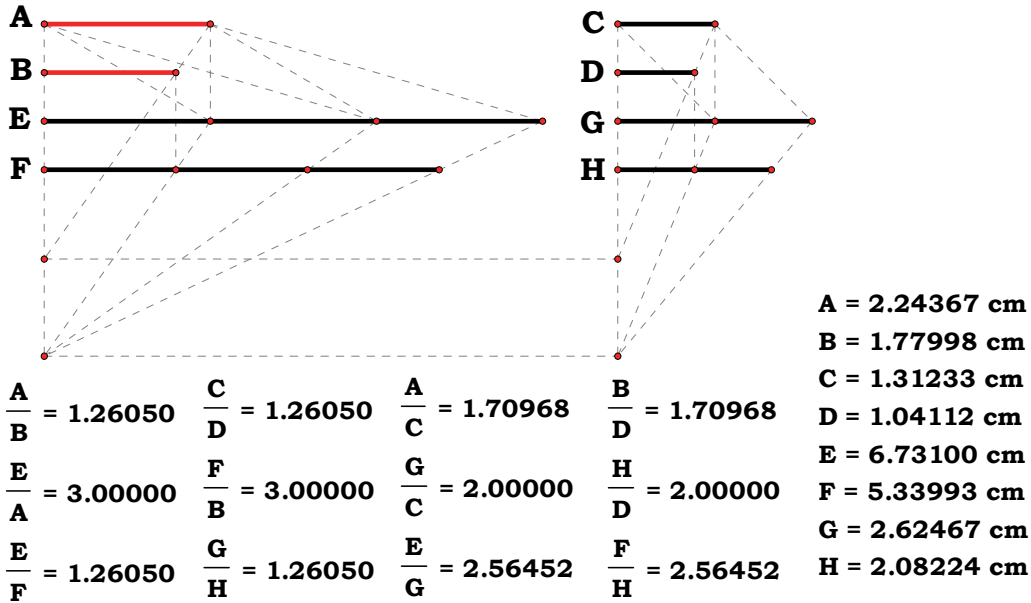 A
B
E
F
C
D
G
H
A = 2.24367 cm
B = 1.77998 cm
C = 1.31233 cm
D = 1.04112 cm
E = 6.73100 cm
F = 5.33993 cm
G = 2.62467 cm
H = 2.08224 cm
A/B = 1.26050 C/D = 1.26050 A/C = 1.70968 B/D = 1.70968
E/A = 3.00000 F/B = 3.00000 G/C = 2.00000 H/D = 2.00000
E/F = 1.26050 G/H = 1.26050 E/G = 2.56452 F/H = 2.56452